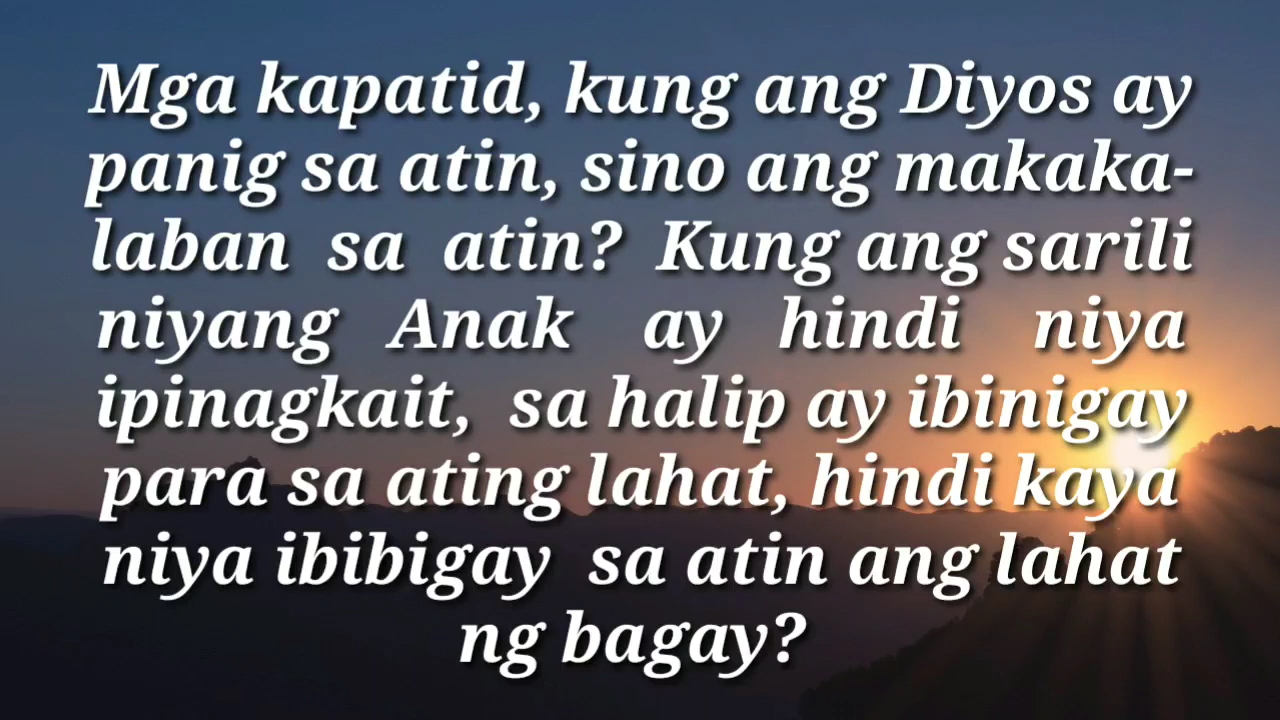 Mga kapatid, kung ang Diyos ay
panig sa atin, sino ang makaka-
laban sa atin? Kung ang sarili
niyang Anak ay hindi niya
ipinagkait, sa halip ay ibinigay
para sa ating lahat, hindi kaya
niya ibibigay sa atin ang lahat
ng bagay?